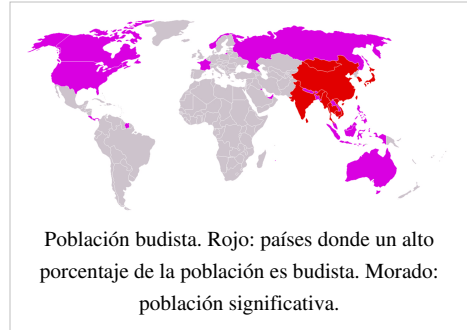 Población budista. Rojo: países donde un alto
porcentaje de la población es budista. Morado:
población significativa.